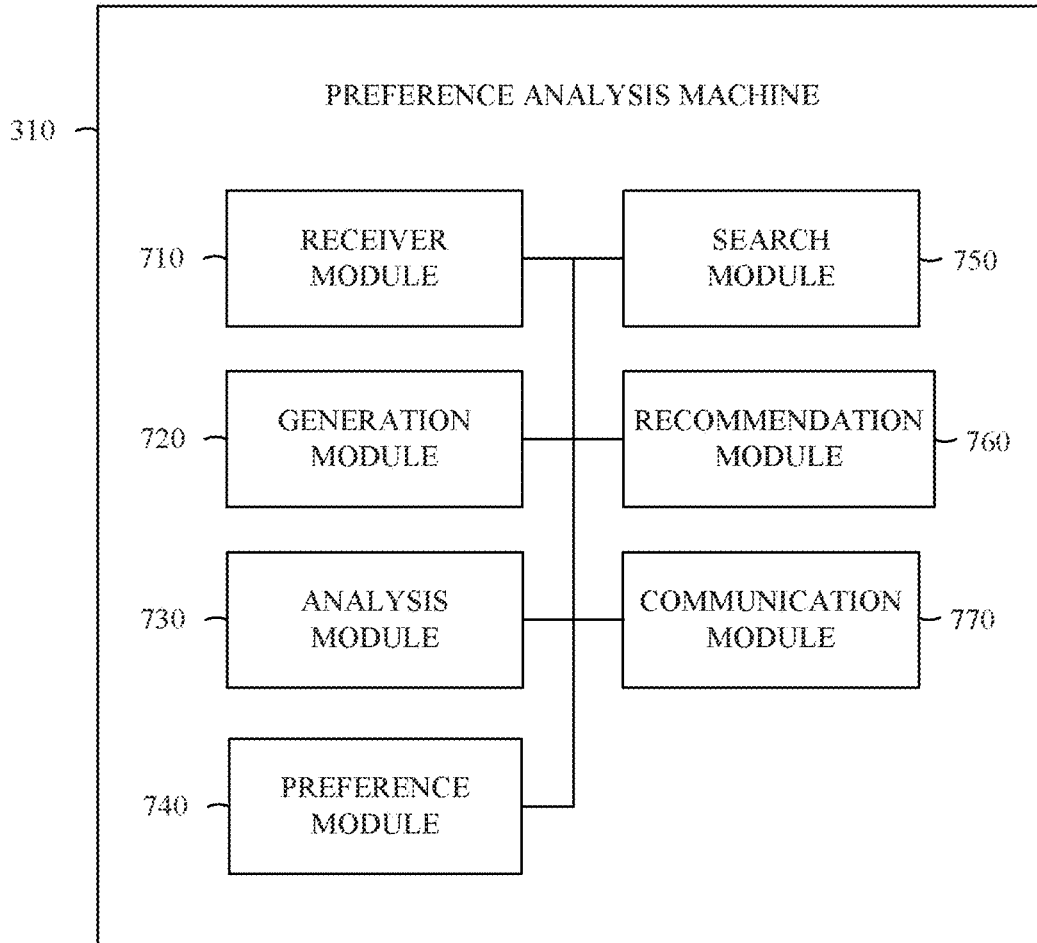 PREFERENCE ANALYSIS MACHINE
310
710
RECEIVER
MODULE
SEARCH
MODULE
750
720
GENERATION
MODULE
RECOMMENDATION
MODULE
760
730
ANALYSIS
MODULE
COMMUNICATION
MODULE
770
740
PREFERENCE
MODULE